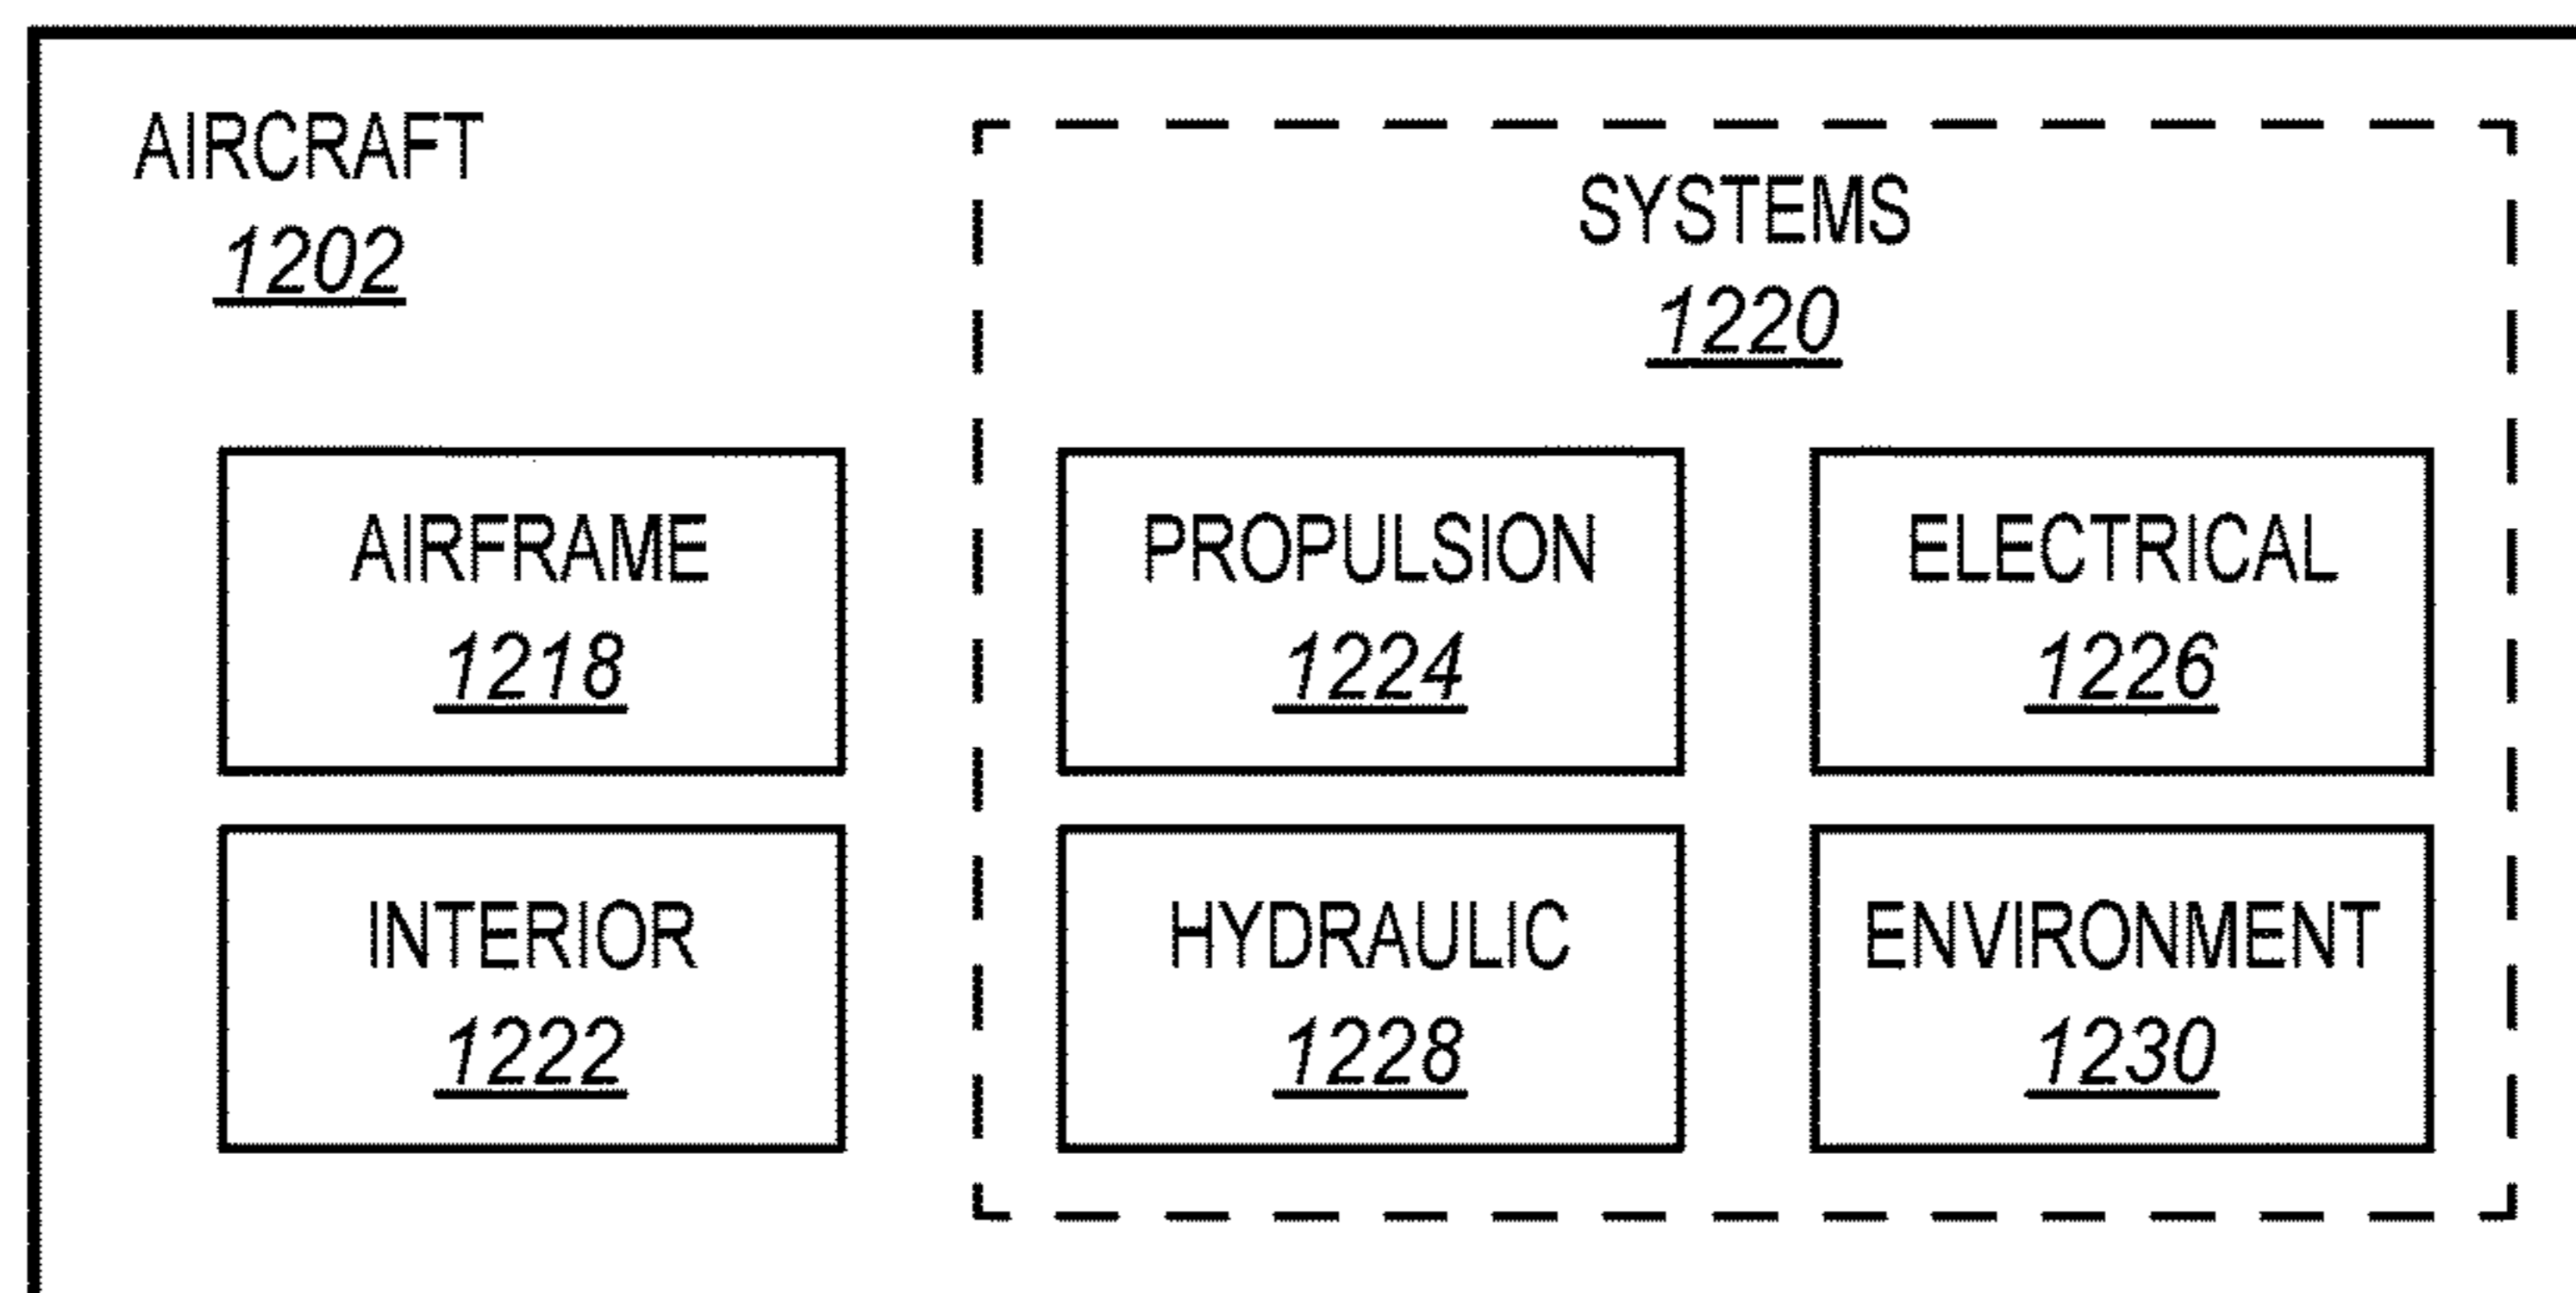 AIRCRAFT
1202
SYSTEMS
1220
AIRFRAME
1218
PROPULSION
1224
ELECTRICAL
1226
INTERIOR
1222
HYDRAULIC
1228
ENVIRONMENT
1230